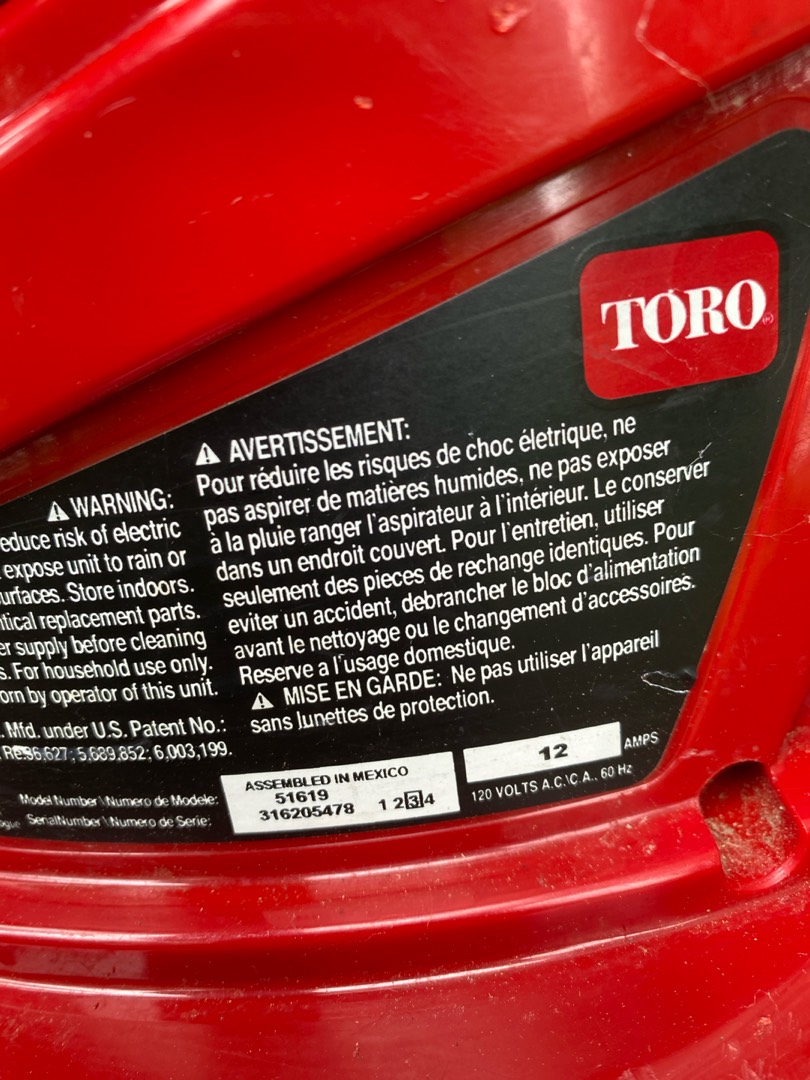 TORO
⚠ WARNING:
educe risk of electric
expose unit to rain or
urfaces. Store indoors.
tical replacement parts.
er supply before cleaning
s. For household use only.
orn by operator of this unit.
Mfd. under U.S. Patent No.:
Re36,627; 5,689,852; 6,003,199.
⚠ AVERTISSEMENT:
Pour réduire les risques de choc életrique, ne
pas aspirer de matières humides, ne pas exposer
à la pluie ranger l'aspirateur à l'intérieur. Le conserver
dans un endroit couvert. Pour l'entretien, utiliser
seulement des pieces de rechange identiques. Pour
eviter un accident, debrancher le bloc d'alimentation
avant le nettoyage ou le changement d'accessoires.
Reserve a l'usage domestique.
⚠ MISE EN GARDE: Ne pas utiliser l'appareil
sans lunettes de protection.
Model Number \ Numero de Modele:
Serial Number \ Numero de Serie:
ASSEMBLED IN MEXICO
51619
316205478 1 2 3 4
12 AMPS
120 VOLTS A.C.\C.A., 60 Hz